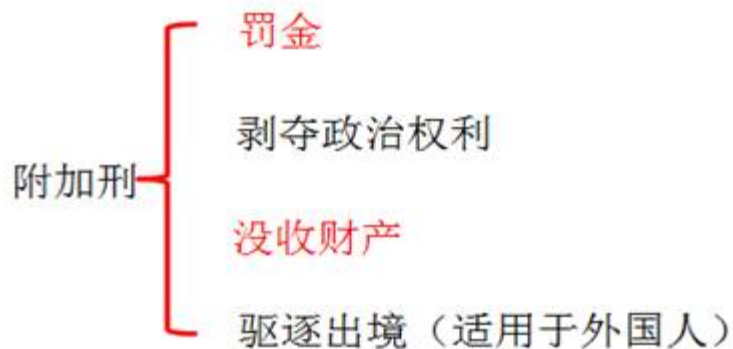 罚金
剥夺政治权利
附加刑
没收财产
驱逐出境（适用于外国人）